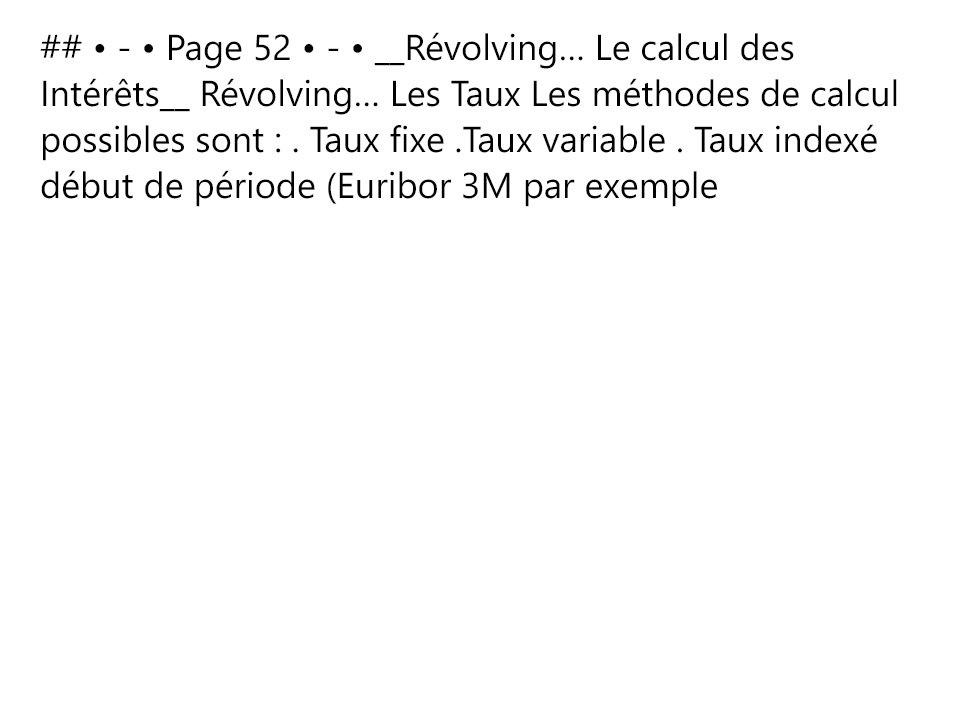 ## • - • Page 52 • - • __Révolving... Le calcul des
Intérêts__ Révolving... Les Taux Les méthodes de calcul
possibles sont : . Taux fixe .Taux variable . Taux indexé
début de période (Euribor 3M par exemple